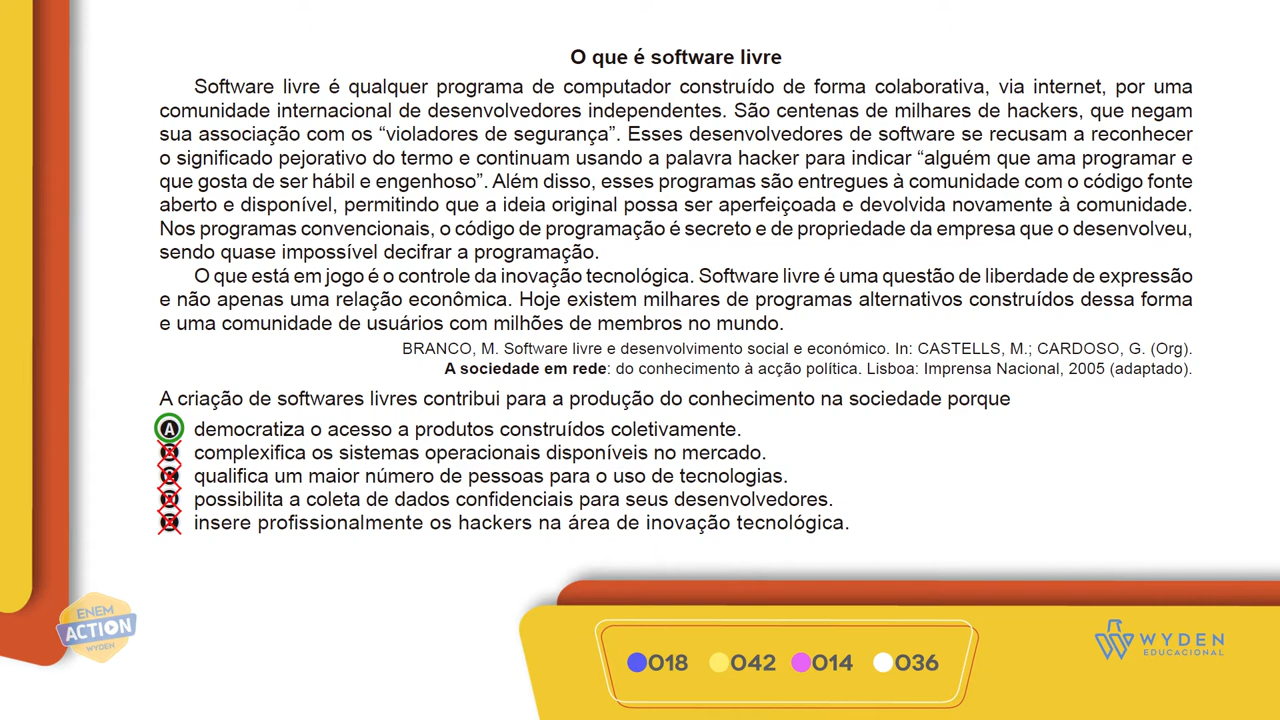 O que é software livre
Software livre é qualquer programa de computador construído de forma colaborativa, via internet, por uma
comunidade internacional de desenvolvedores independentes. São centenas de milhares de hackers, que negam
sua associação com os “violadores de segurança”. Esses desenvolvedores de software se recusam a reconhecer
o significado pejorativo do termo e continuam usando a palavra hacker para indicar “alguém que ama programar e
que gosta de ser hábil e engenhoso”. Além disso, esses programas são entregues à comunidade com o código fonte
aberto e disponível, permitindo que a ideia original possa ser aperfeiçoada e devolvida novamente à comunidade.
Nos programas convencionais, o código de programação é secreto e de propriedade da empresa que o desenvolveu,
sendo quase impossível decifrar a programação.
O que está em jogo é o controle da inovação tecnológica. Software livre é uma questão de liberdade de expressão
e não apenas uma relação econômica. Hoje existem milhares de programas alternativos construídos dessa forma
e uma comunidade de usuários com milhões de membros no mundo.
BRANCO, M. Software livre e desenvolvimento social e económico. In: CASTELLS, M.; CARDOSO, G. (Org).
A sociedade em rede: do conhecimento à acção política. Lisboa: Imprensa Nacional, 2005 (adaptado).
A criação de softwares livres contribui para a produção do conhecimento na sociedade porque
A democratiza o acesso a produtos construídos coletivamente.
complexifica os sistemas operacionais disponíveis no mercado.
qualifica um maior número de pessoas para o uso de tecnologias.
possibilita a coleta de dados confidenciais para seus desenvolvedores.
insere profissionalmente os hackers na área de inovação tecnológica.
ENEM
ACTION
WYDEN
018 042 014 036
WYDEN
EDUCACIONAL